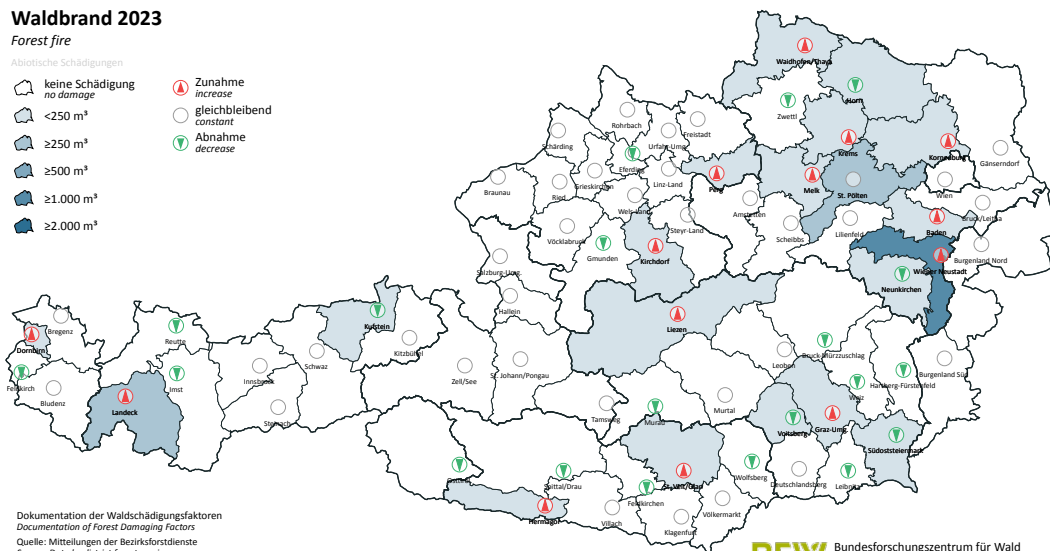 Waldbrand 2023
Forest fire
Abiotische Schädigungen
keine Schädigung
no damage
<250 m³
≥250 m³
≥500 m³
≥1.000 m³
≥2.000 m³
Zunahme
increase
gleichbleibend
constant
Abnahme
decrease
Waidhofen/Thaya
Horn
Zwettl
Krems
Korneuburg
Gänserndorf
Rohrbach
Freistadt
Schärding
Urfahr-Umg.
Eferding
Grieskirchen
Linz-Land
Perg
Melk
St. Pölten
Wien
Braunau
Ried
Wels-Land
Steyr-Land
Amstetten
Scheibbs
Lilienfeld
Baden
Bruck/Leitha
Vöcklabruck
Gmunden
Kirchdorf
Wiener Neustadt
Burgenland Nord
Neunkirchen
Salzburg-Umg.
Hallein
Liezen
Bregenz
Dornbirn
Reutte
Kufstein
Kitzbühel
Feldkirch
Bludenz
Imst
Innsbruck
Schwaz
Zell/See
St. Johann/Pongau
Leoben
Bruck-Mürzzuschlag
Weiz
Hartberg-Fürstenfeld
Burgenland Süd
Landeck
Steinach
Tamsweg
Murau
Murtal
Voitsberg
Graz-Umg.
Südoststeiermark
Osttirol
Spittal/Drau
St. Veit/Glan
Wolfsberg
Deutschlandsberg
Leibnitz
Hermagor
Feldkirchen
Villach
Klagenfurt
Völkermarkt
Dokumentation der Waldschädigungsfaktoren
Documentation of Forest Damaging Factors
Quelle: Mitteilungen der Bezirksforstdienste
BFW Bundesforschungszentrum für Wald